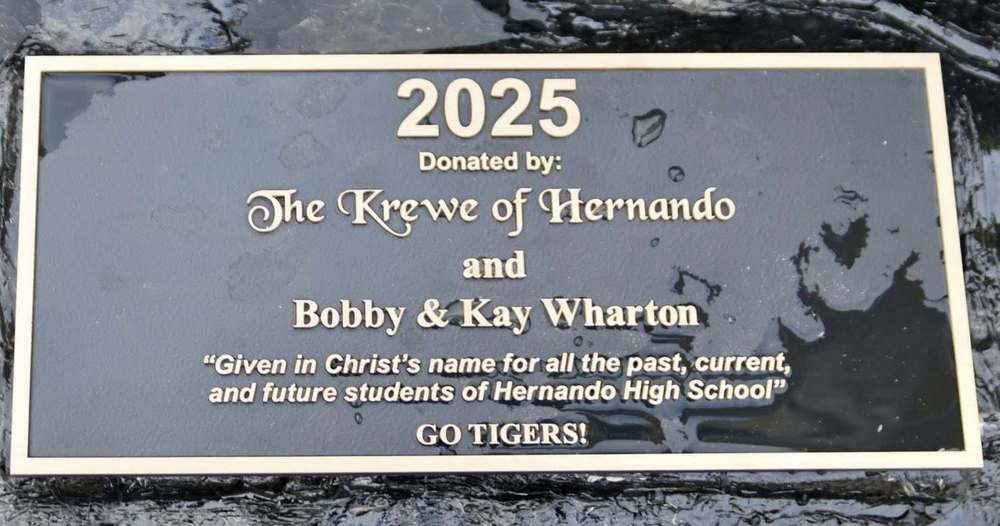 2025
Donated by:
The Krewe of Hernando
and
Bobby & Kay Wharton
“Given in Christ’s name for all the past, current,
and future students of Hernando High School”
GO TIGERS!